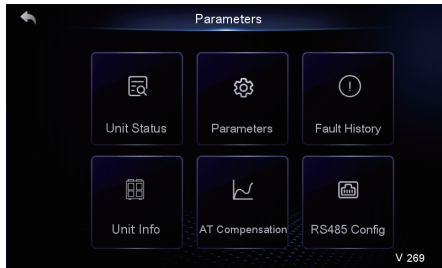 Parameters
Unit Status
Parameters
Fault History
Unit Info
AT Compensation
RS485 Config
V 269